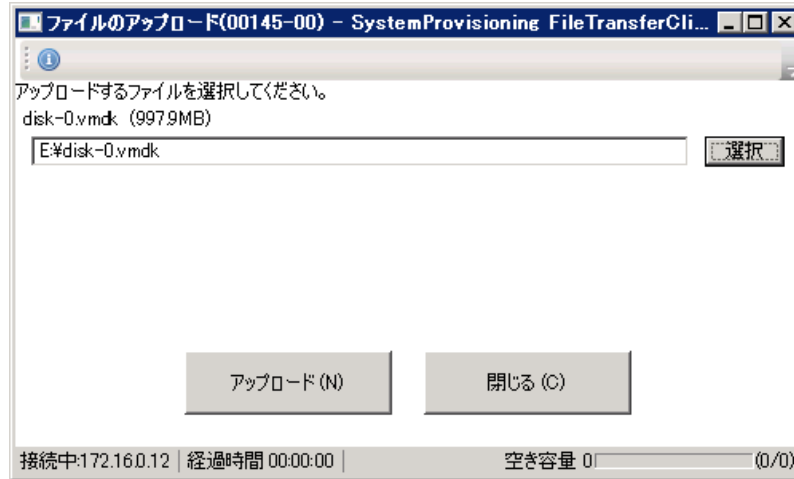 ファイルのアップロード(00145-00) - SystemProvisioning FileTransferCli...
アップロードするファイルを選択してください。
disk-0.vmdk (997.9MB)
E:¥disk-0.vmdk
選択
アップロード(N)
閉じる(C)
接続中:172.16.0.12 経過時間 00:00:00 空き容量 0 (0/0)